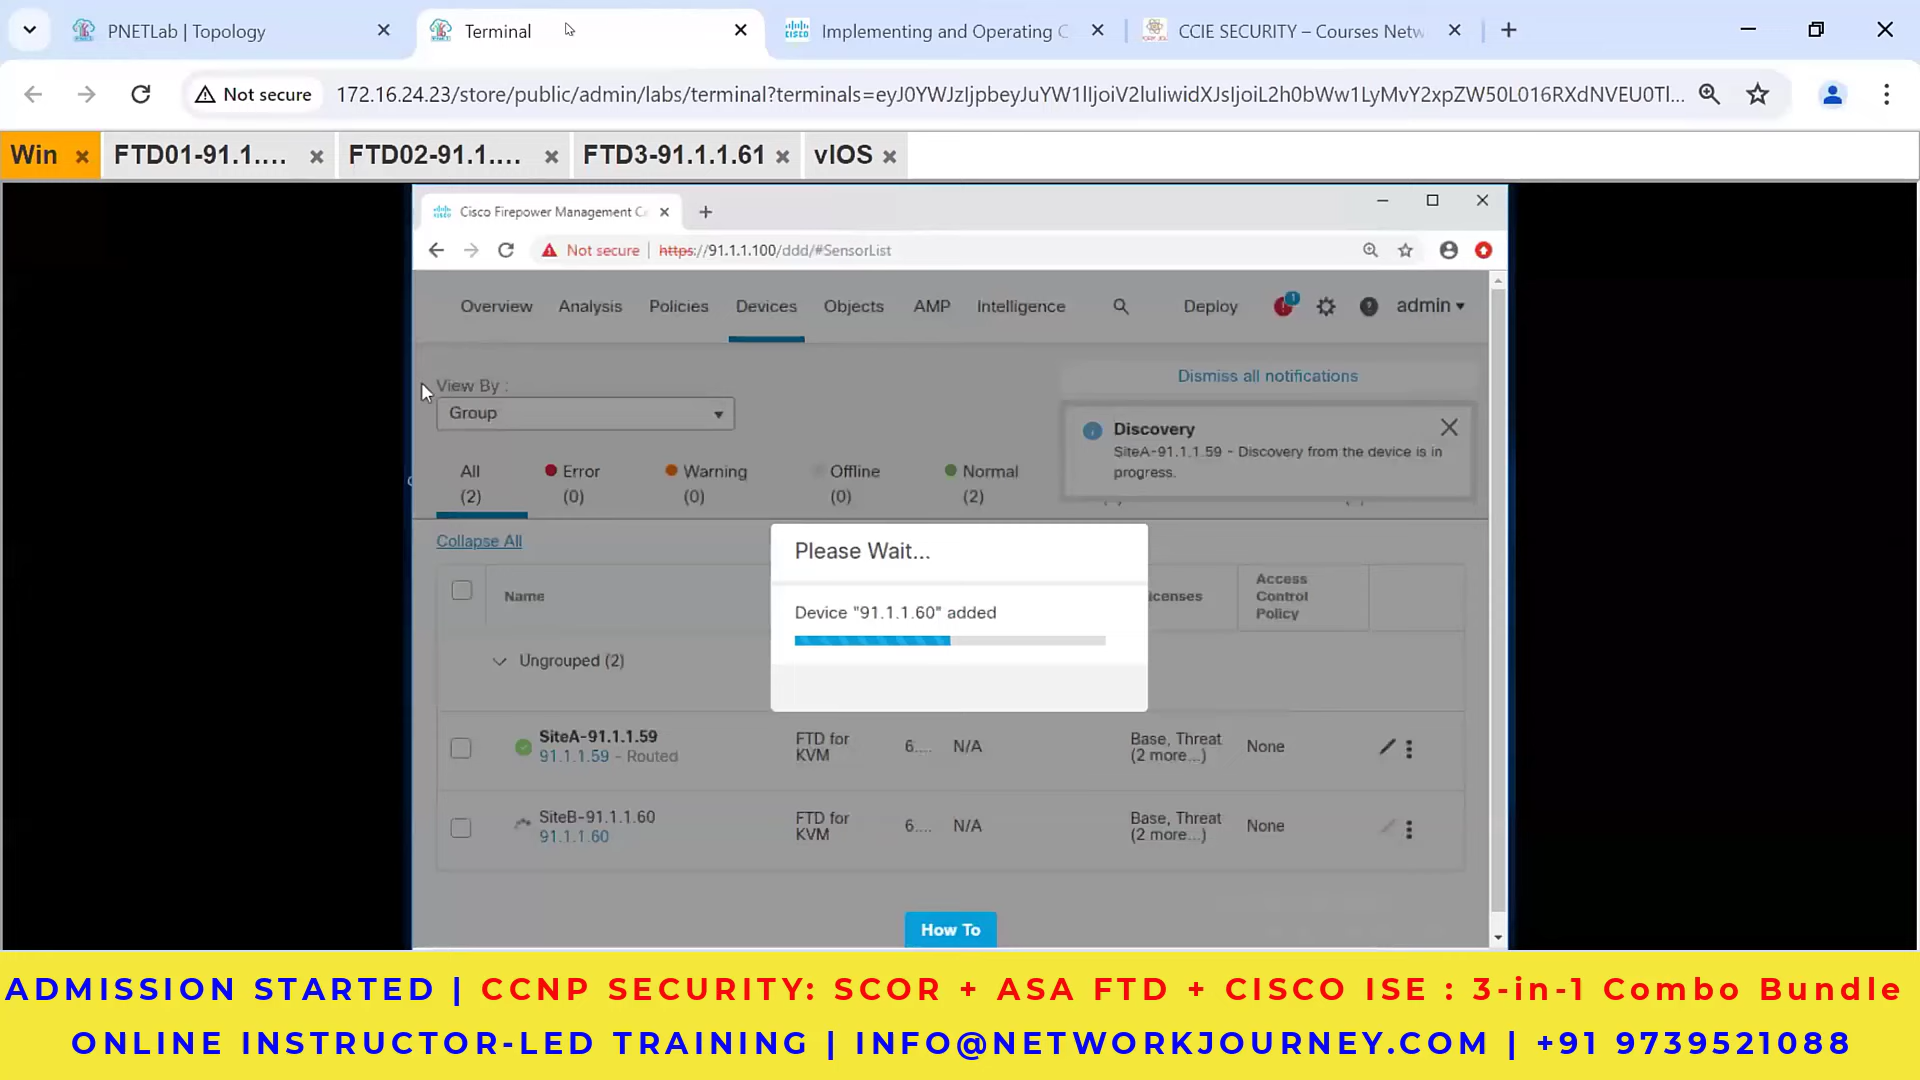 PNETLab | Topology
Terminal
Implementing and Operating C
CCIE SECURITY – Courses Netw
Not secure
172.16.24.23/store/public/admin/labs/terminal?terminals=eyJ0YWJzIjpbeyJuYW1lIjoiV2luIiwidXJsIjoiL2h0bWw1LyMvY2xpZW50L016RXdNVEU0Tl...
Win
FTD01-91.1....
FTD02-91.1....
FTD3-91.1.1.61
vIOS
Cisco Firepower Management Ce
Not secure
https://91.1.1.100/ddd/#SensorList
Overview
Analysis
Policies
Devices
Objects
AMP
Intelligence
Deploy
1
admin
View By :
Group
Dismiss all notifications
Discovery
SiteA-91.1.1.59 - Discovery from the device is in
progress.
All
(2)
Error
(0)
Warning
(0)
Offline
(0)
Normal
(2)
Collapse All
Please Wait...
Device "91.1.1.60" added
Name
icenses
Access
Control
Policy
Ungrouped (2)
SiteA-91.1.1.59
91.1.1.59 - Routed
FTD for
KVM
6....
N/A
Base, Threat
(2 more...)
None
SiteB-91.1.1.60
91.1.1.60
FTD for
KVM
6....
N/A
Base, Threat
(2 more...)
None
How To
ADMISSION STARTED | CCNP SECURITY: SCOR + ASA FTD + CISCO ISE : 3-in-1 Combo Bundle
ONLINE INSTRUCTOR-LED TRAINING | INFO@NETWORKJOURNEY.COM | +91 9739521088